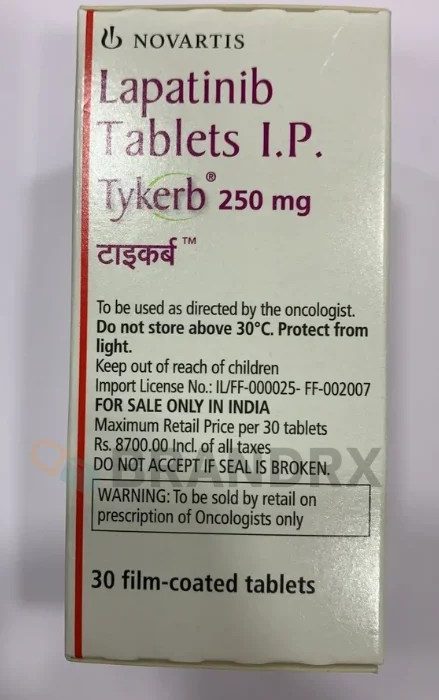 NOVARTIS
Lapatinib
Tablets I.P.
Tykerb® 250 mg
टाइकर्ब ™
To be used as directed by the oncologist.
Do not store above 30°C. Protect from
light.
Keep out of reach of children
Import License No.: IL/FF-000025- FF-002007
FOR SALE ONLY IN INDIA
Maximum Retail Price per 30 tablets
Rs. 8700.00 Incl. of all taxes
DO NOT ACCEPT IF SEAL IS BROKEN.
BRANDRX
WARNING: To be sold by retail on
prescription of Oncologists only
30 film-coated tablets